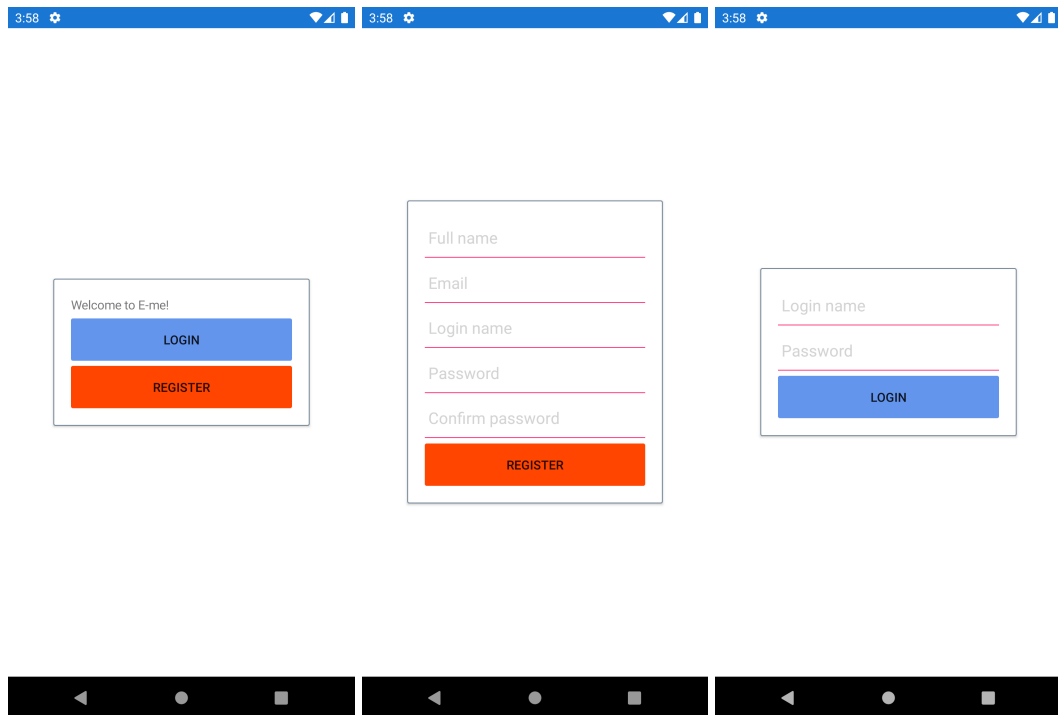 3:58
Welcome to E-me!
LOGIN
REGISTER
3:58
Full name
Email
Login name
Password
Confirm password
REGISTER
3:58
Login name
Password
LOGIN